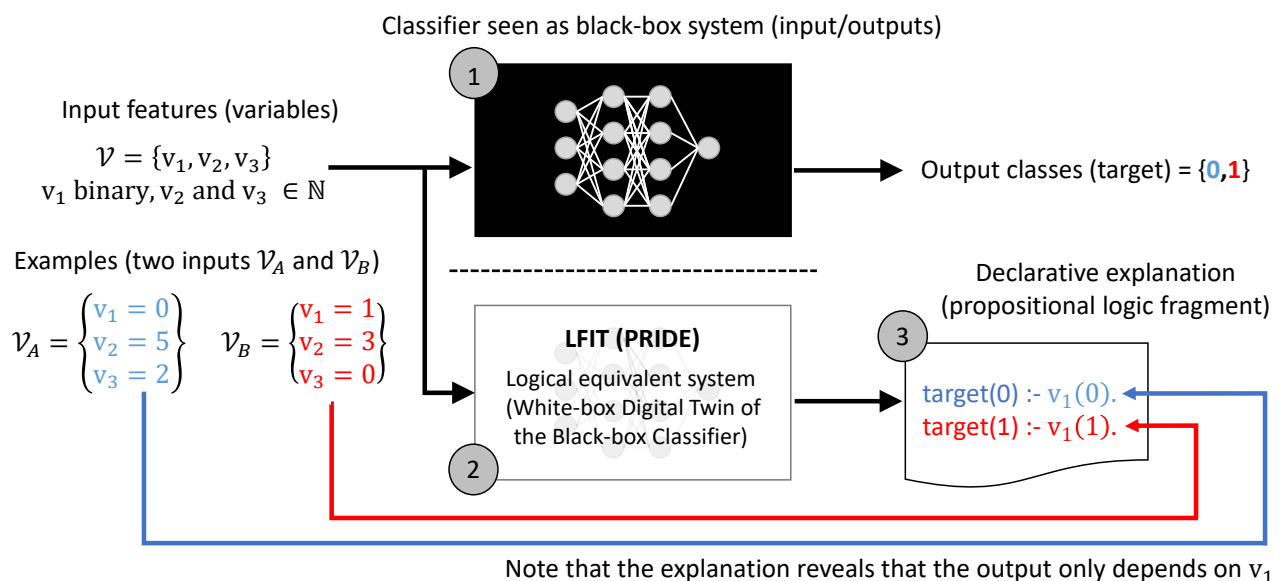 Classifier seen as black-box system (input/outputs)
1
Input features (variables)
𝒱 = {v₁, v₂, v₃}
v₁ binary, v₂ and v₃ ∈ ℕ
Output classes (target) = {0,1}
Examples (two inputs 𝒱_A and 𝒱_B)
𝒱_A = {v₁ = 0
v₂ = 5
v₃ = 2}
𝒱_B = {v₁ = 1
v₂ = 3
v₃ = 0}
LFIT (PRIDE)
Logical equivalent system
(White-box Digital Twin of
the Black-box Classifier)
2
Declarative explanation
(propositional logic fragment)
3
target(0) :- v₁(0).
target(1) :- v₁(1).
Note that the explanation reveals that the output only depends on v₁